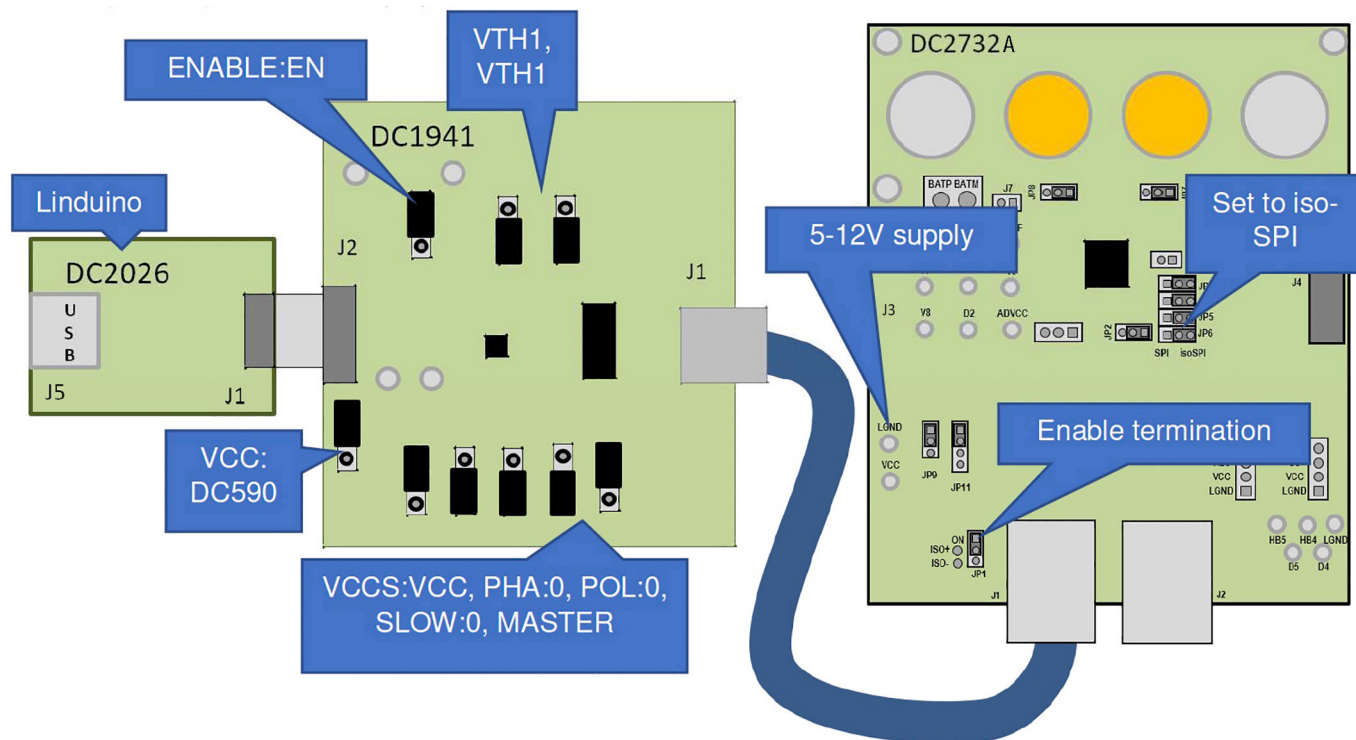 ENABLE:EN
VTH1,
VTH1
DC2732A
DC1941
Linduino
DC2026
U
S
B
J5
J1
J2
J1
VCC:
DC590
VCCS:VCC, PHA:0, POL:0,
SLOW:0, MASTER
BATP BATM
J7
JP8
5-12V supply
Set to iso-
SPI
J3
V8
D2
ADVCC
JP2
JP5
JP6
SPI
isoSPI
J4
LGND
VCC
JP9
JP11
Enable termination
VCC
LGND
VCC
LGND
HB5
HB4
LGND
D5
D4
ON
ISO+
ISO-
JP1
J1
J2